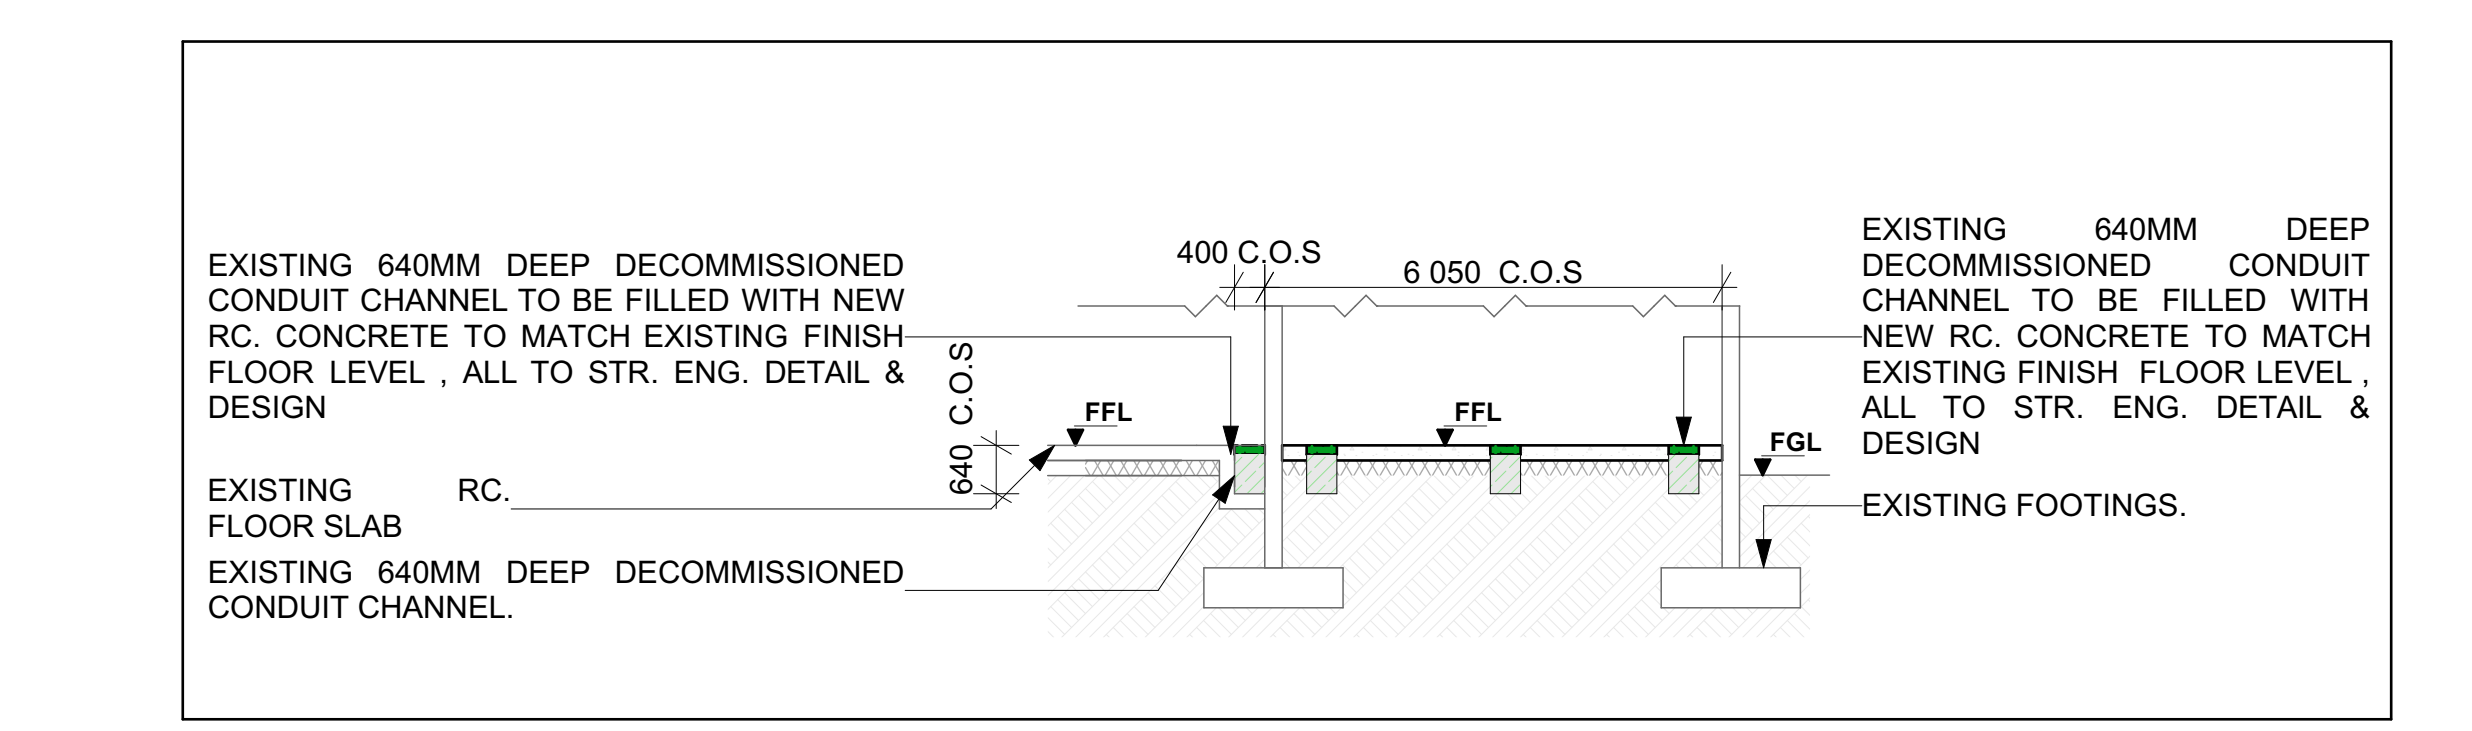 EXISTING 640MM DEEP DECOMMISSIONED
CONDUIT CHANNEL TO BE FILLED WITH NEW
RC. CONCRETE TO MATCH EXISTING FINISH
FLOOR LEVEL , ALL TO STR. ENG. DETAIL &
DESIGN
EXISTING RC.
FLOOR SLAB
EXISTING 640MM DEEP DECOMMISSIONED
CONDUIT CHANNEL.
640 C.O.S
400 C.O.S
6 050 C.O.S
FFL
FFL
FGL
EXISTING 640MM DEEP
DECOMMISSIONED CONDUIT
CHANNEL TO BE FILLED WITH
NEW RC. CONCRETE TO MATCH
EXISTING FINISH FLOOR LEVEL ,
ALL TO STR. ENG. DETAIL &
DESIGN
EXISTING FOOTINGS.